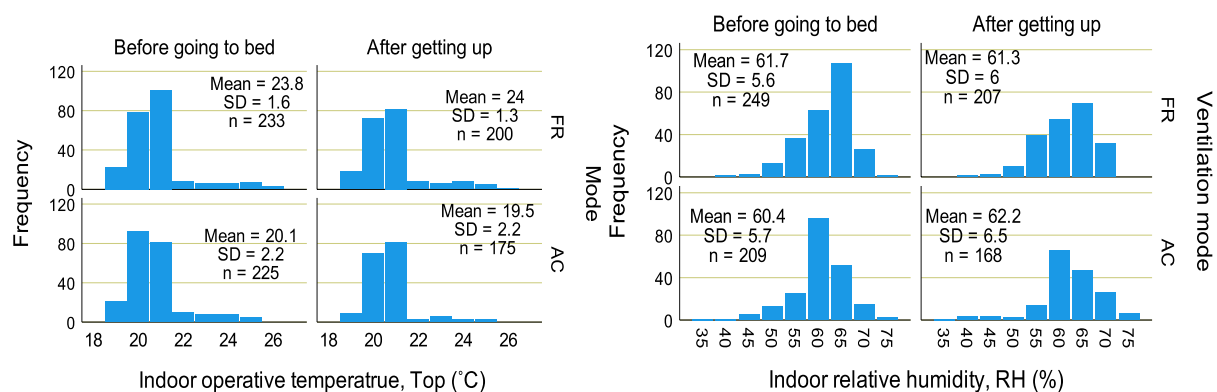 Before going to bed
After getting up
120
80
40
0
Mean = 23.8
SD = 1.6
n = 233
Mean = 24
SD = 1.3
n = 200
FR
120
80
40
0
Mean = 20.1
SD = 2.2
n = 225
Mean = 19.5
SD = 2.2
n = 175
AC
Frequency
Mode
18 20 22 24 26
18 20 22 24 26
Indoor operative temperatrue, Top (˚C)
Before going to bed
After getting up
120
80
40
0
Mean = 61.7
SD = 5.6
n = 249
Mean = 61.3
SD = 6
n = 207
FR
120
80
40
0
Mean = 60.4
SD = 5.7
n = 209
Mean = 62.2
SD = 6.5
n = 168
AC
Frequency
Ventilation mode
35 40 45 50 55 60 65 70 75
35 40 45 50 55 60 65 70 75
Indoor relative humidity, RH (%)